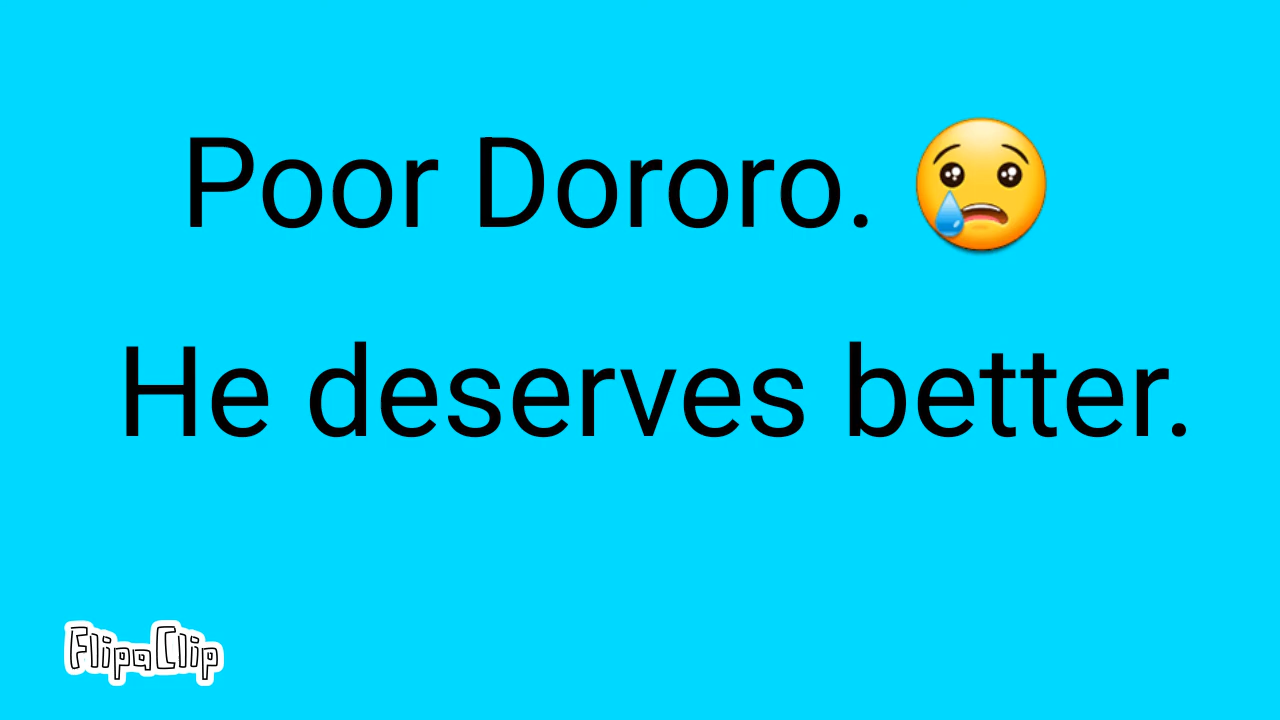 Poor Dororo. 😢
He deserves better.
FlipaClip